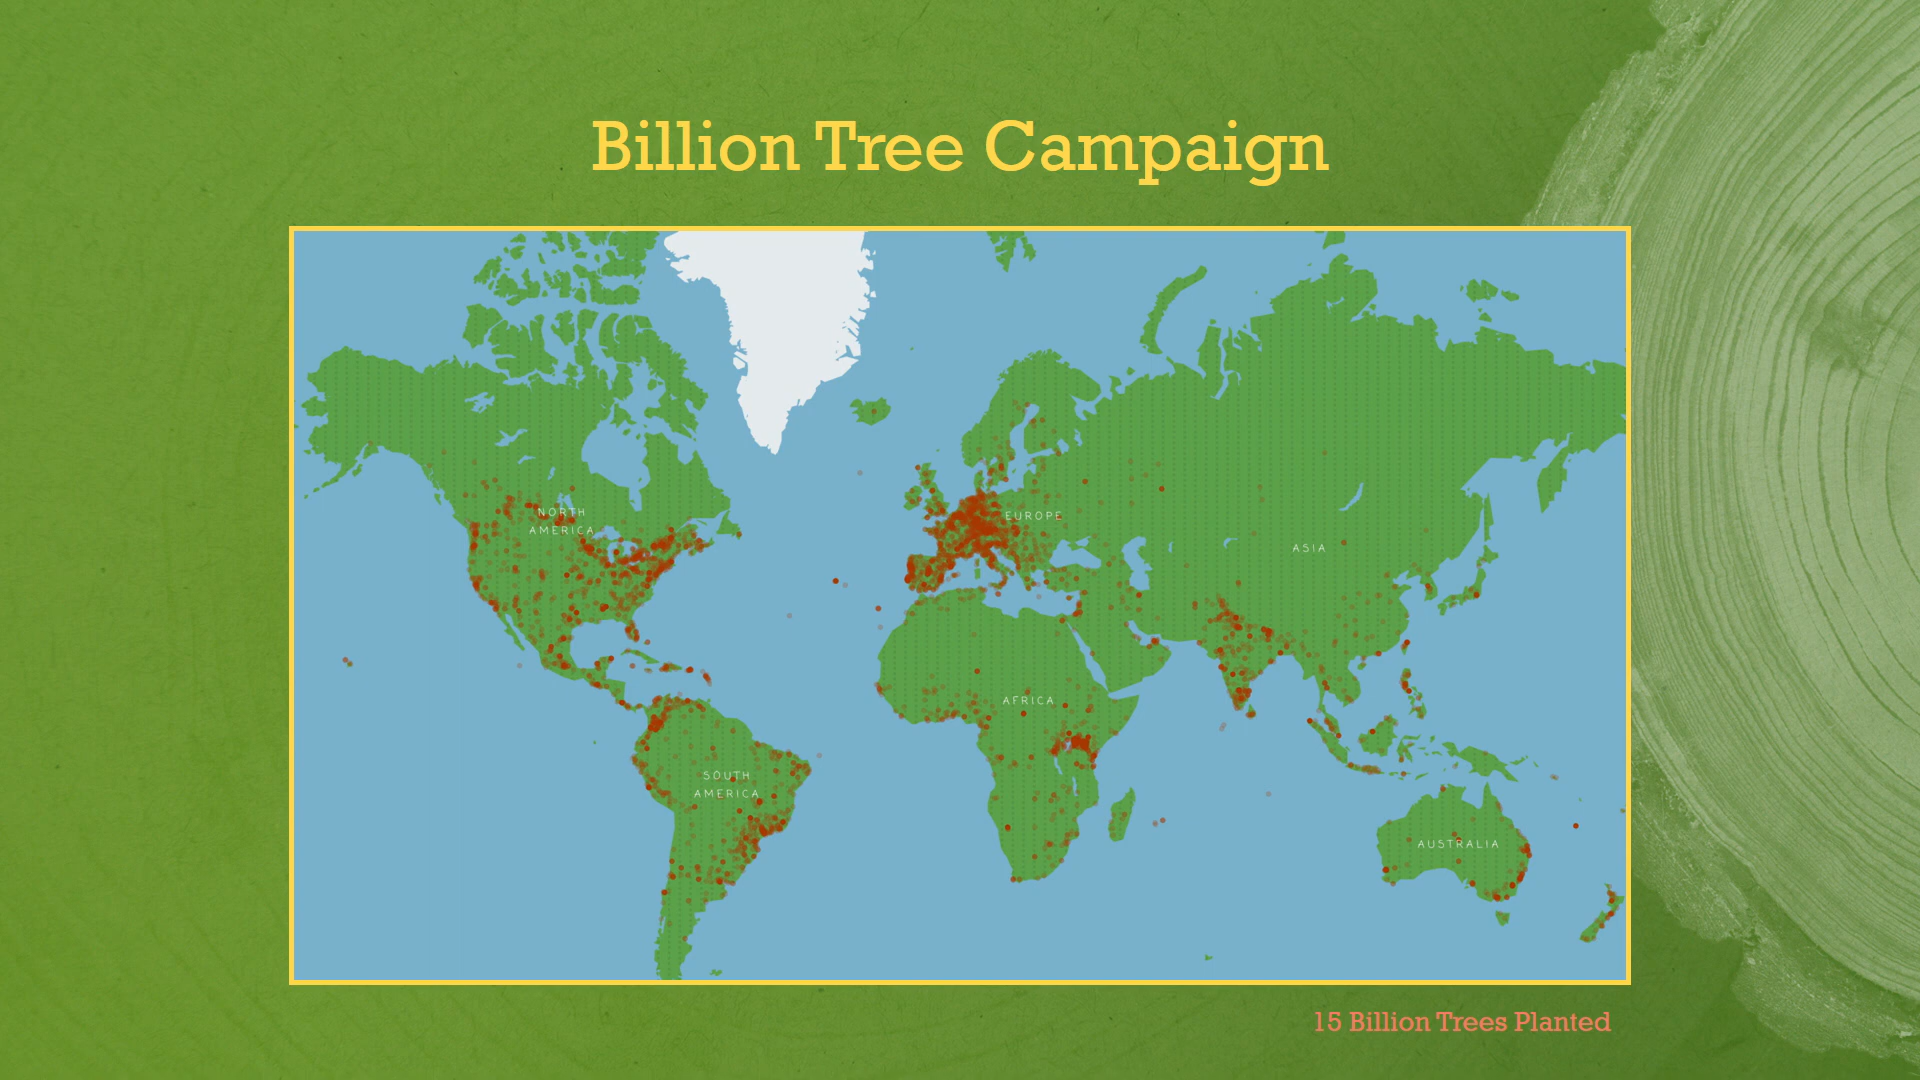 Billion Tree Campaign
NORTH
AMERICA
EUROPE
ASIA
AFRICA
SOUTH
AMERICA
AUSTRALIA
15 Billion Trees Planted